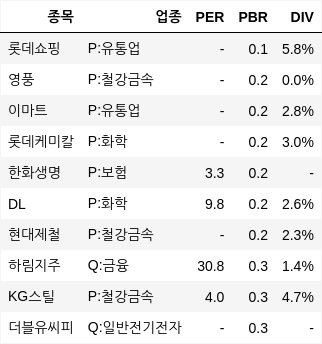 종목 업종 PER PBR DIV
롯데쇼핑 P:유통업 - 0.1 5.8%
영풍 P:철강금속 - 0.2 0.0%
이마트 P:유통업 - 0.2 2.8%
롯데케미칼 P:화학 - 0.2 3.0%
한화생명 P:보험 3.3 0.2 -
DL P:화학 9.8 0.2 2.6%
현대제철 P:철강금속 - 0.2 2.3%
하림지주 Q:금융 30.8 0.3 1.4%
KG스틸 P:철강금속 4.0 0.3 4.7%
더블유씨피 Q:일반전기전자 - 0.3 -